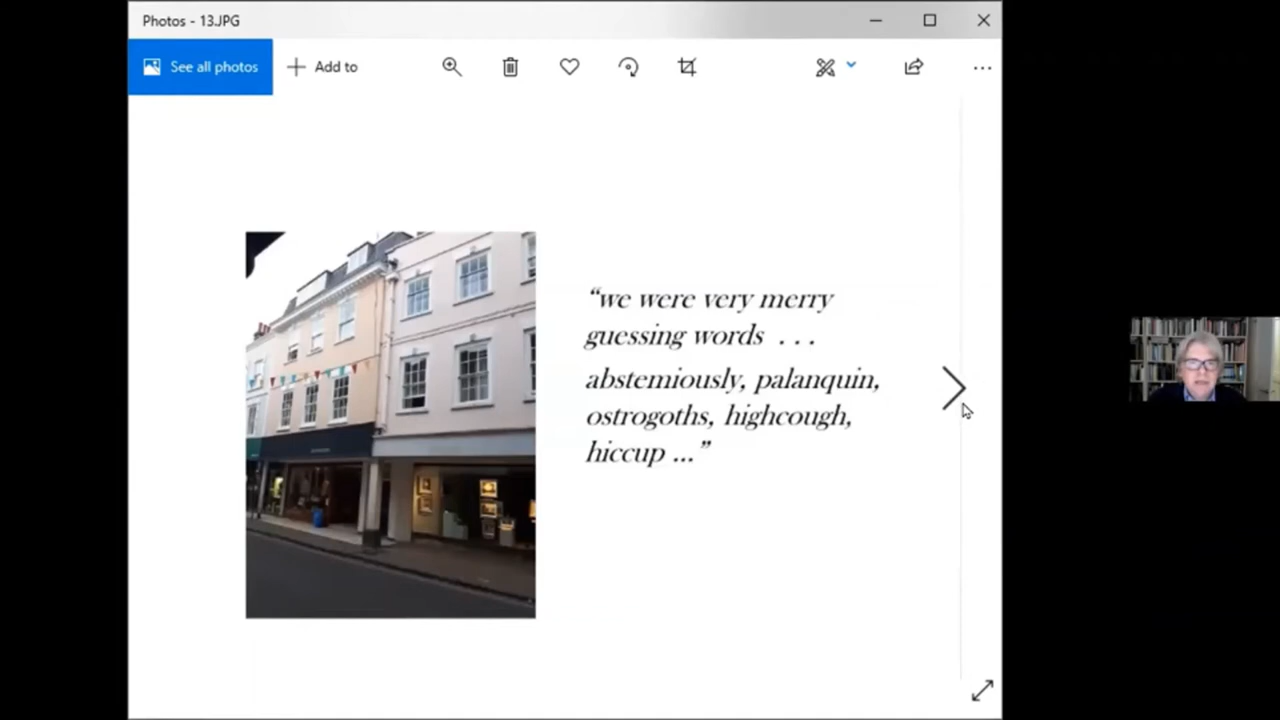 Photos - 13.JPG
See all photos
Add to
“we were very merry
guessing words . . .
abstemiously, palanquin,
ostrogoths, highcough,
hiccup ...”